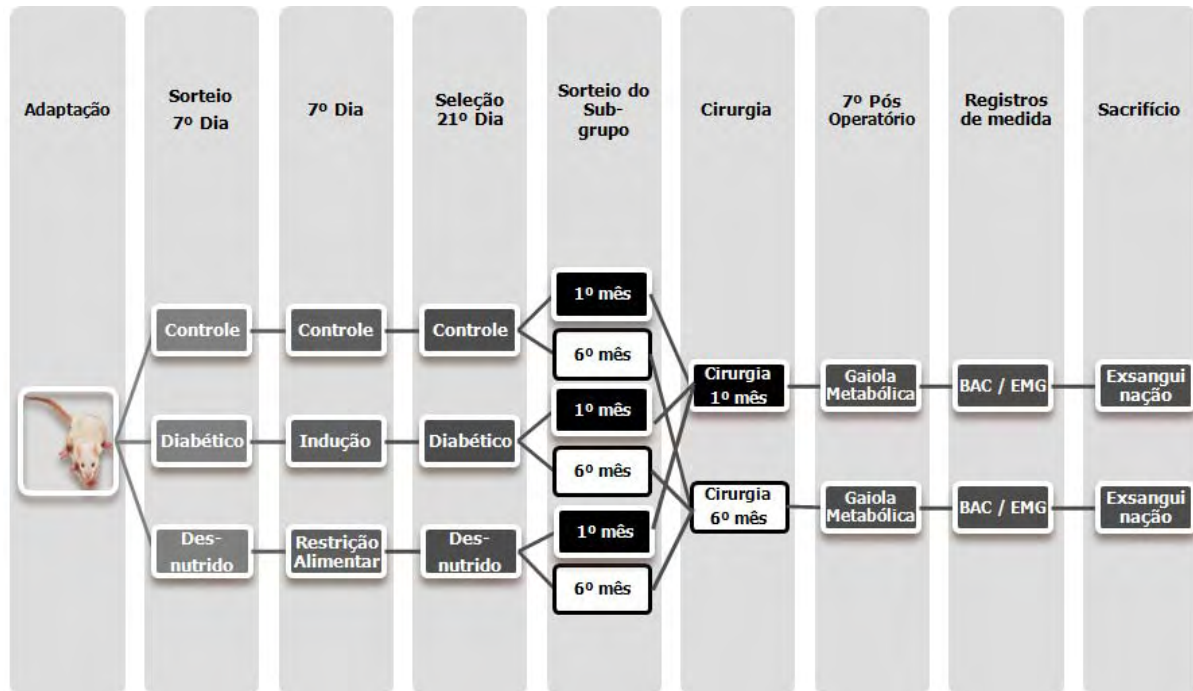 Adaptação
Sorteio
7º Dia
7º Dia
Seleção
21º Dia
Sorteio do
Sub-
grupo
Cirurgia
7º Pós
Operatório
Registros
de medida
Sacrifício
Controle
Controle
Controle
1º mês
6º mês
Diabético
Indução
Diabético
1º mês
6º mês
Des-
nutrido
Restrição
Alimentar
Des-
nutrido
1º mês
6º mês
Cirurgia
1º mês
Gaiola
Metabólica
BAC / EMG
Exsangui
nação
Cirurgia
6º mês
Gaiola
Metabólica
BAC / EMG
Exsangui
nação